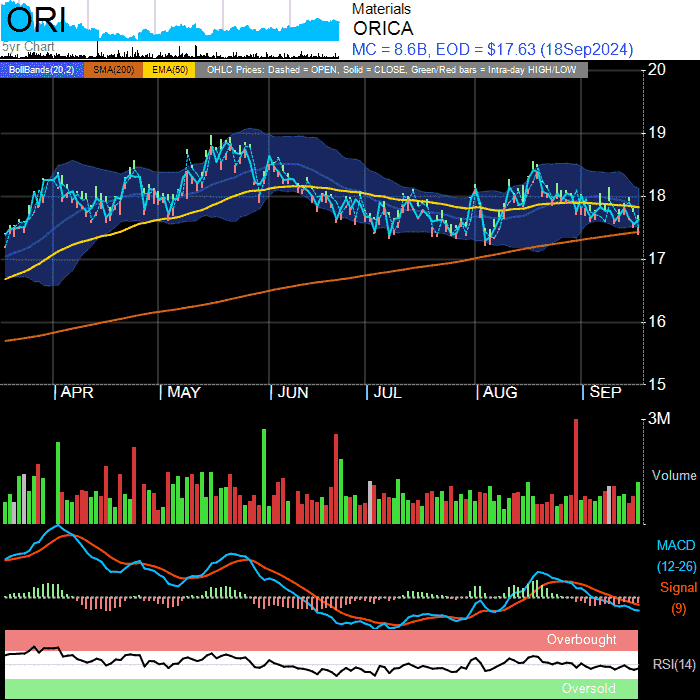 ORI
5yr Chart
Materials
ORICA
MC = 8.6B, EOD = $17.63 (18Sep2024)
BollBands(20,2) SMA(200) EMA(50) OHLC Prices: Dashed = OPEN, Solid = CLOSE, Green/Red bars = Intra-day HIGH/LOW
20
19
18
17
16
15
APR MAY JUN JUL AUG SEP
3M
Volume
MACD
(12-26)
Signal
(9)
Overbought
RSI(14)
Oversold